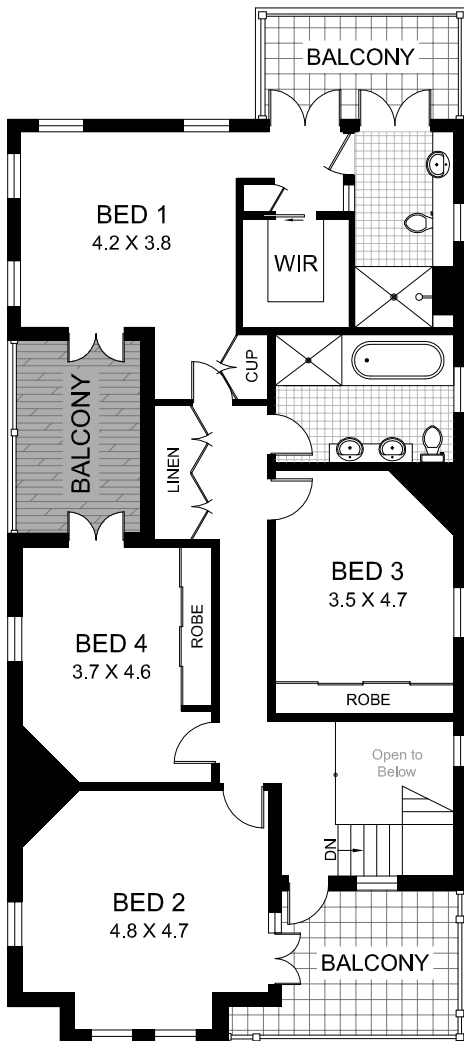 BALCONY
BED 1
4.2 X 3.8
WIR
CUP
BALCONY
LINEN
BED 3
3.5 X 4.7
ROBE
BED 4
3.7 X 4.6
ROBE
Open to
Below
DN
BED 2
4.8 X 4.7
BALCONY